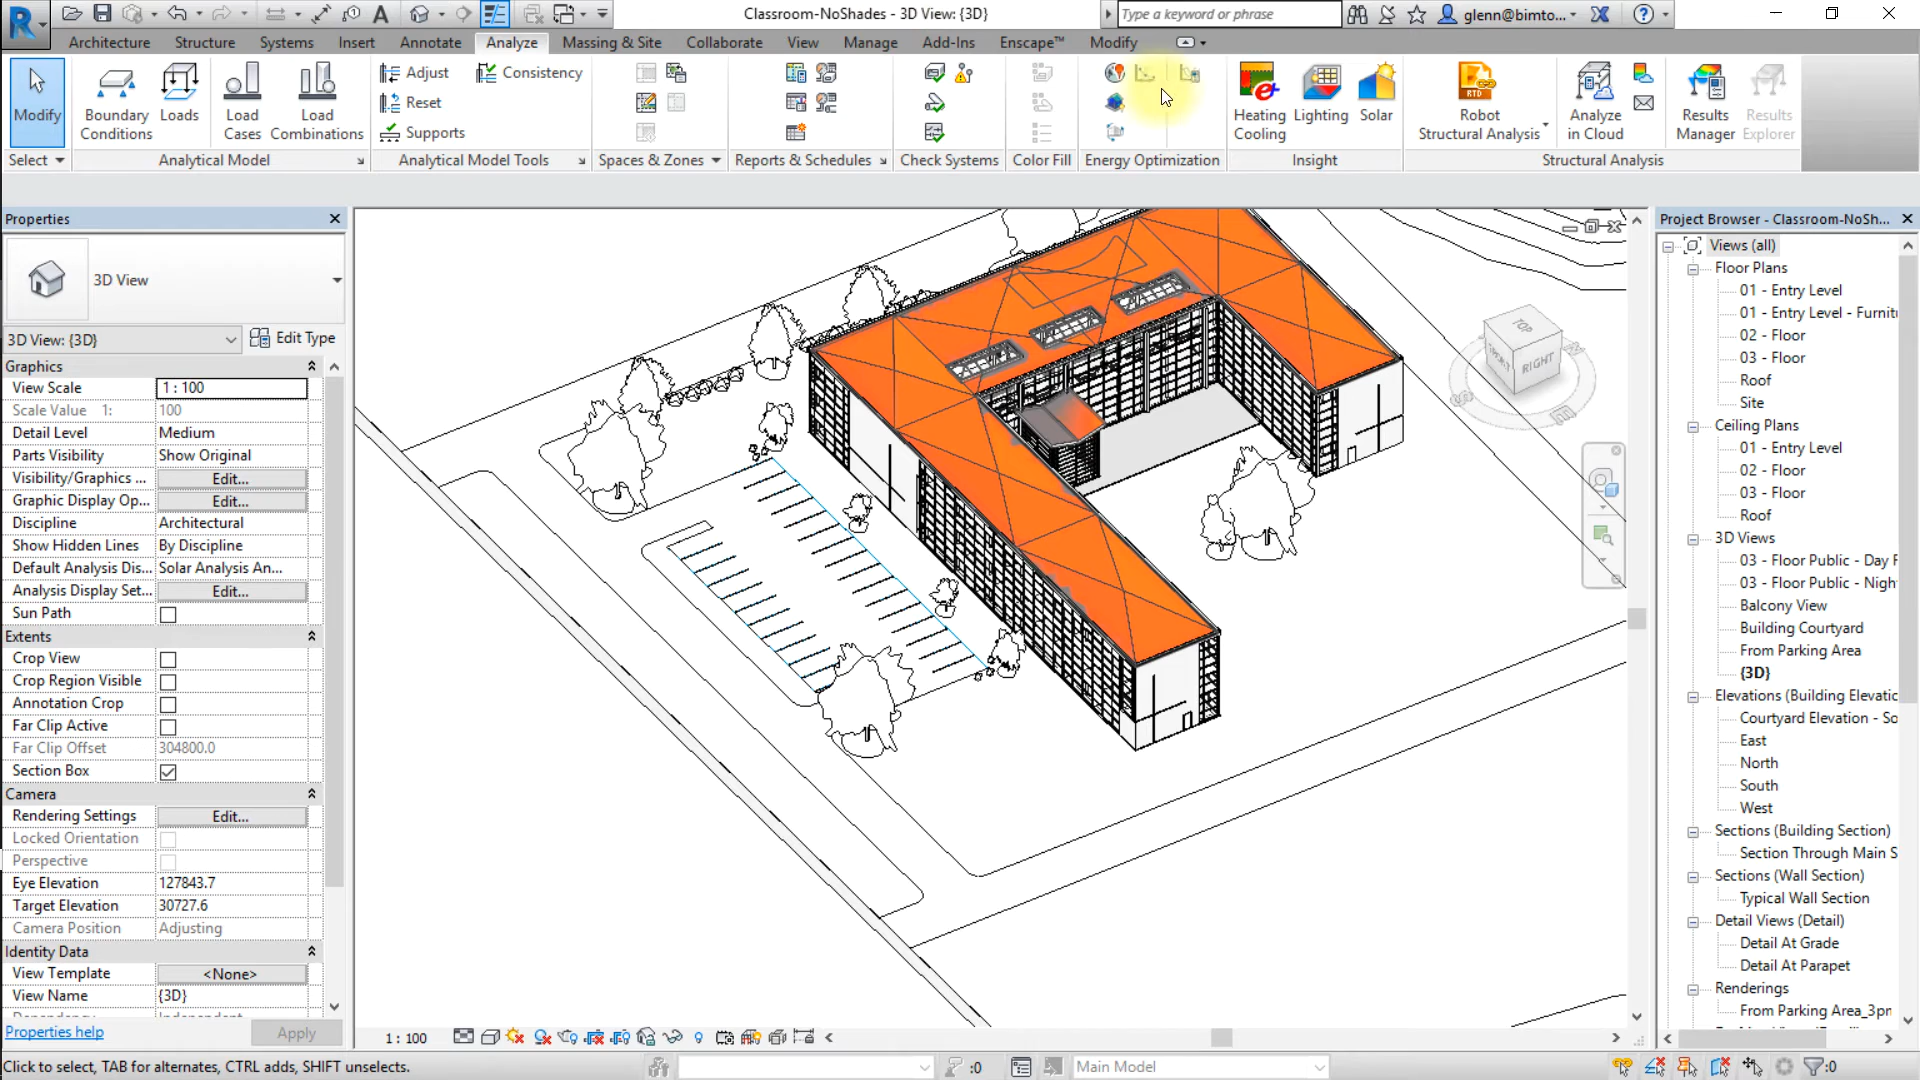 Classroom-NoShades - 3D View: {3D}
Type a keyword or phrase
glenn@bimto...
Architecture Structure Systems Insert Annotate Analyze Massing & Site Collaborate View Manage Add-Ins Enscape™ Modify
Modify
Boundary Conditions
Loads
Load Cases
Load Combinations
Adjust
Reset
Supports
Consistency
Heating Cooling
Lighting
Solar
Robot Structural Analysis
Analyze in Cloud
Results Manager
Results Explorer
Select
Analytical Model
Analytical Model Tools
Spaces & Zones
Reports & Schedules
Check Systems
Color Fill
Energy Optimization
Insight
Structural Analysis
Properties
3D View
3D View: {3D}
Edit Type
Graphics
View Scale 1 : 100
Scale Value 1: 100
Detail Level Medium
Parts Visibility Show Original
Visibility/Graphics ... Edit...
Graphic Display Op... Edit...
Discipline Architectural
Show Hidden Lines By Discipline
Default Analysis Dis... Solar Analysis An...
Analysis Display Set... Edit...
Sun Path
Extents
Crop View
Crop Region Visible
Annotation Crop
Far Clip Active
Far Clip Offset 304800.0
Section Box
Camera
Rendering Settings Edit...
Locked Orientation
Perspective
Eye Elevation 127843.7
Target Elevation 30727.6
Camera Position Adjusting
Identity Data
View Template <None>
View Name {3D}
Properties help
Apply
TOP
FRONT
RIGHT
S
E
Project Browser - Classroom-NoSh...
Views (all)
Floor Plans
01 - Entry Level
01 - Entry Level - Furnitu
02 - Floor
03 - Floor
Roof
Site
Ceiling Plans
01 - Entry Level
02 - Floor
03 - Floor
Roof
3D Views
03 - Floor Public - Day
03 - Floor Public - Nigh
Balcony View
Building Courtyard
From Parking Area
{3D}
Elevations (Building Elevatic
Courtyard Elevation - So
East
North
South
West
Sections (Building Section)
Section Through Main S
Sections (Wall Section)
Typical Wall Section
Detail Views (Detail)
Detail At Grade
Detail At Parapet
Renderings
From Parking Area_3pn
1 : 100
Click to select, TAB for alternates, CTRL adds, SHIFT unselects.
:0
Main Model
:0